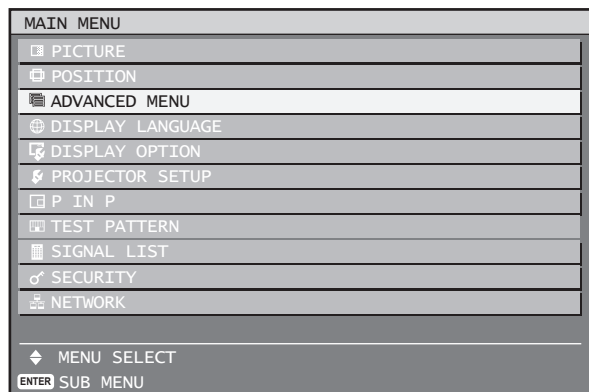 MAIN MENU
PICTURE
POSITION
ADVANCED MENU
DISPLAY LANGUAGE
DISPLAY OPTION
PROJECTOR SETUP
P IN P
TEST PATTERN
SIGNAL LIST
SECURITY
NETWORK
MENU SELECT
ENTER SUB MENU